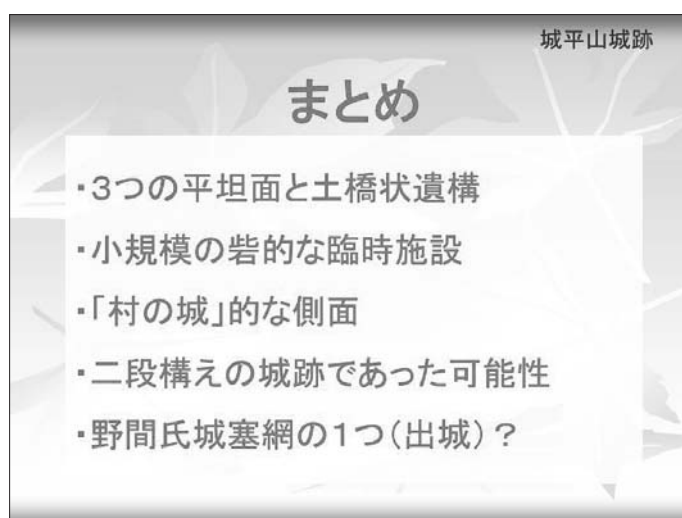 城平山城跡
まとめ
▪3つの平坦面と土橋状遺構
▪小規模の砦的な臨時施設
▪「村の城」的な側面
▪二段構えの城跡であった可能性
▪野間氏城塞網の1つ(出城)?